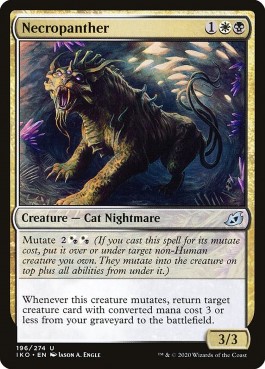 Necropanther 1
Creature — Cat Nightmare
Mutate 2 (If you cast this spell for its mutate
cost, put it over or under target non-Human
creature you own. They mutate into the creature on
top plus all abilities from under it.)
Whenever this creature mutates, return target
creature card with converted mana cost 3 or
less from your graveyard to the battlefield.
3/3
196/274 U
IKO • EN Jason A. Engle
™ & © 2020 Wizards of the Coast